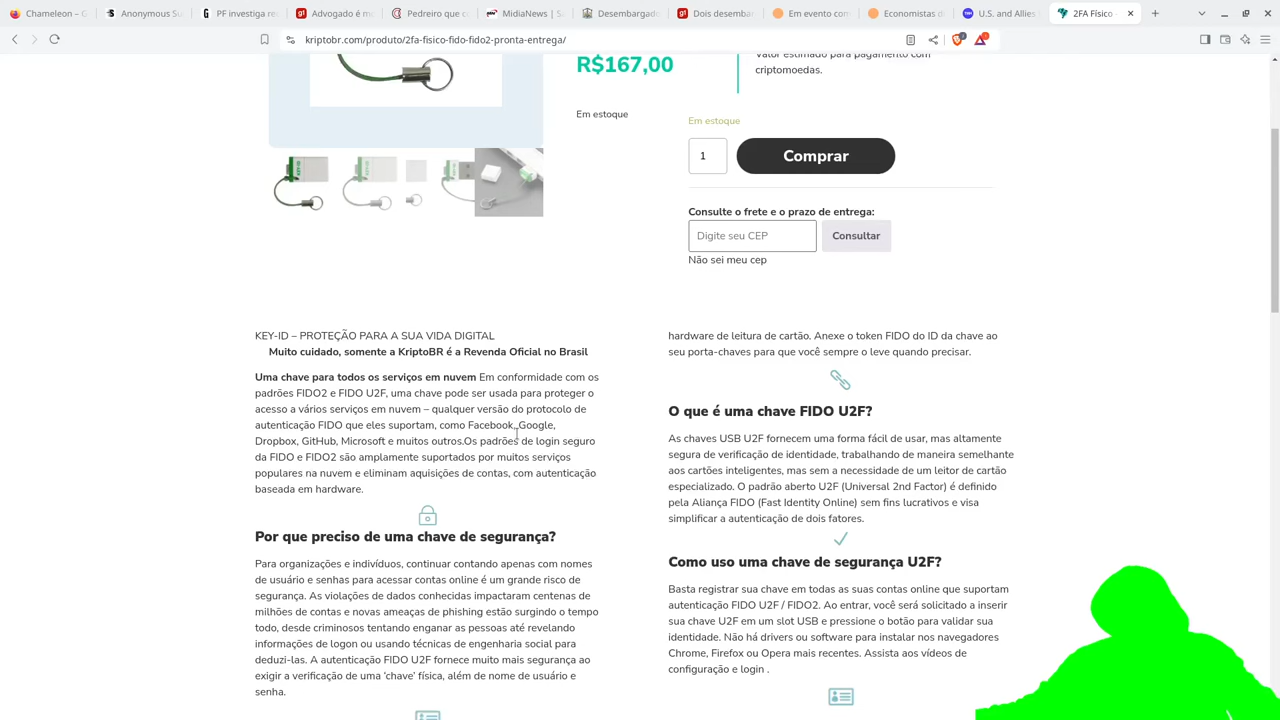 Chameleon – G
Anonymous Su
PF investiga re
Advogado é m
Pedreiro que c
MidiaNews | Sa
Desembargado
Dois desembar
Em evento com
Economistas d
U.S. and Allies S
2FA Físico -
kriptobr.com/produto/2fa-fisico-fido-fido2-pronta-entrega/
R$167,00
Valor estimado para pagamento com
criptomoedas.
Em estoque
Em estoque
1
Comprar
Consulte o frete e o prazo de entrega:
Digite seu CEP
Consultar
Não sei meu cep
KEY-ID – PROTEÇÃO PARA A SUA VIDA DIGITAL
Muito cuidado, somente a KriptoBR é a Revenda Oficial no Brasil
Uma chave para todos os serviços em nuvem Em conformidade com os
padrões FIDO2 e FIDO U2F, uma chave pode ser usada para proteger o
acesso a vários serviços em nuvem – qualquer versão do protocolo de
autenticação FIDO que eles suportam, como Facebook, Google,
Dropbox, GitHub, Microsoft e muitos outros.Os padrões de login seguro
da FIDO e FIDO2 são amplamente suportados por muitos serviços
populares na nuvem e eliminam aquisições de contas, com autenticação
baseada em hardware.
Por que preciso de uma chave de segurança?
Para organizações e indivíduos, continuar contando apenas com nomes
de usuário e senhas para acessar contas online é um grande risco de
segurança. As violações de dados conhecidas impactaram centenas de
milhões de contas e novas ameaças de phishing estão surgindo o tempo
todo, desde criminosos tentando enganar as pessoas até revelando
informações de logon ou usando técnicas de engenharia social para
deduzi-las. A autenticação FIDO U2F fornece muito mais segurança ao
exigir a verificação de uma 'chave' física, além de nome de usuário e
senha.
hardware de leitura de cartão. Anexe o token FIDO do ID da chave ao
seu porta-chaves para que você sempre o leve quando precisar.
O que é uma chave FIDO U2F?
As chaves USB U2F fornecem uma forma fácil de usar, mas altamente
segura de verificação de identidade, trabalhando de maneira semelhante
aos cartões inteligentes, mas sem a necessidade de um leitor de cartão
especializado. O padrão aberto U2F (Universal 2nd Factor) é definido
pela Aliança FIDO (Fast Identity Online) sem fins lucrativos e visa
simplificar a autenticação de dois fatores.
Como uso uma chave de segurança U2F?
Basta registrar sua chave em todas as suas contas online que suportam
autenticação FIDO U2F / FIDO2. Ao entrar, você será solicitado a inserir
sua chave U2F em um slot USB e pressione o botão para validar sua
identidade. Não há drivers ou software para instalar nos navegadores
Chrome, Firefox ou Opera mais recentes. Assista aos vídeos de
configuração e login .